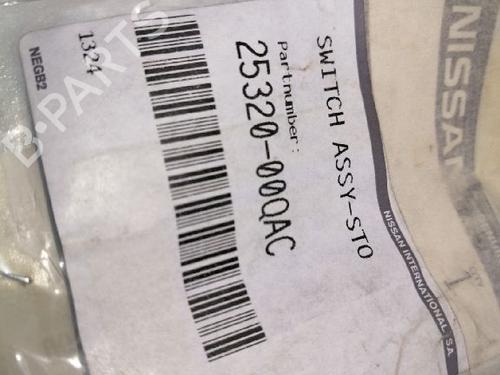 NISSAN
NISSAN INTERNATIONAL SA
SWITCH ASSY-STO
Partnumber:
25320-00QAC
1324
NEGB2
B-PARTS